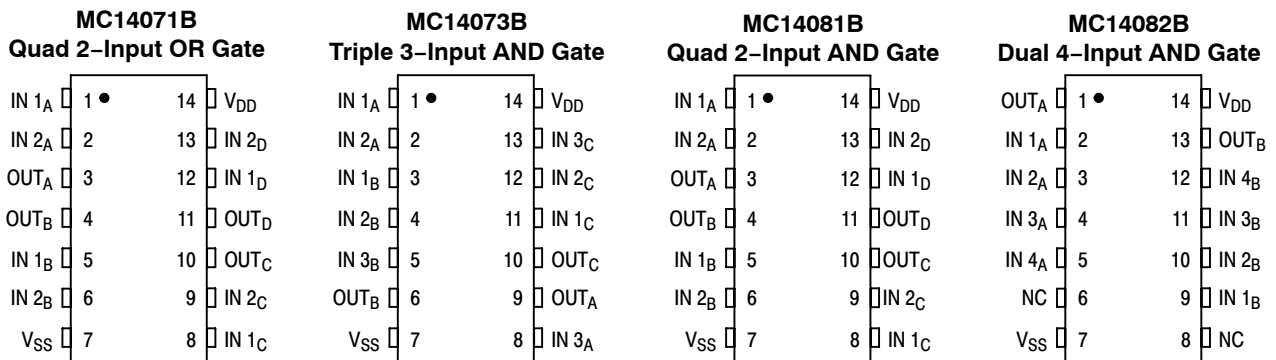 MC14071B
Quad 2−Input OR Gate
IN 1A 1 14 VDD
IN 2A 2 13 IN 2D
OUTA 3 12 IN 1D
OUTB 4 11 OUTD
IN 1B 5 10 OUTC
IN 2B 6 9 IN 2C
VSS 7 8 IN 1C
MC14073B
Triple 3−Input AND Gate
IN 1A 1 14 VDD
IN 2A 2 13 IN 3C
IN 1B 3 12 IN 2C
IN 2B 4 11 IN 1C
IN 3B 5 10 OUTC
OUTB 6 9 OUTA
VSS 7 8 IN 3A
MC14081B
Quad 2−Input AND Gate
IN 1A 1 14 VDD
IN 2A 2 13 IN 2D
OUTA 3 12 IN 1D
OUTB 4 11 OUTD
IN 1B 5 10 OUTC
IN 2B 6 9 IN 2C
VSS 7 8 IN 1C
MC14082B
Dual 4−Input AND Gate
OUTA 1 14 VDD
IN 1A 2 13 OUTB
IN 2A 3 12 IN 4B
IN 3A 4 11 IN 3B
IN 4A 5 10 IN 2B
NC 6 9 IN 1B
VSS 7 8 NC